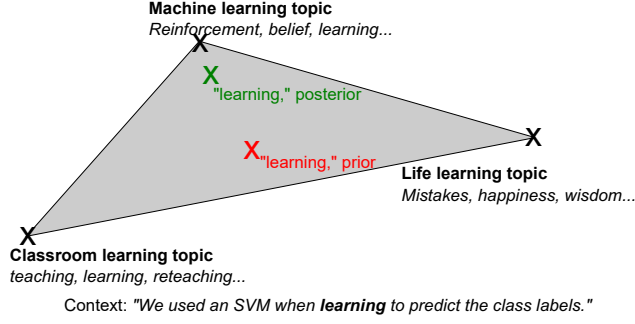 Machine learning topic
Reinforcement, belief, learning...
X
X
"learning," posterior
X
"learning," prior
X
Life learning topic
Mistakes, happiness, wisdom...
X
Classroom learning topic
teaching, learning, reteaching...
Context: "We used an SVM when learning to predict the class labels."